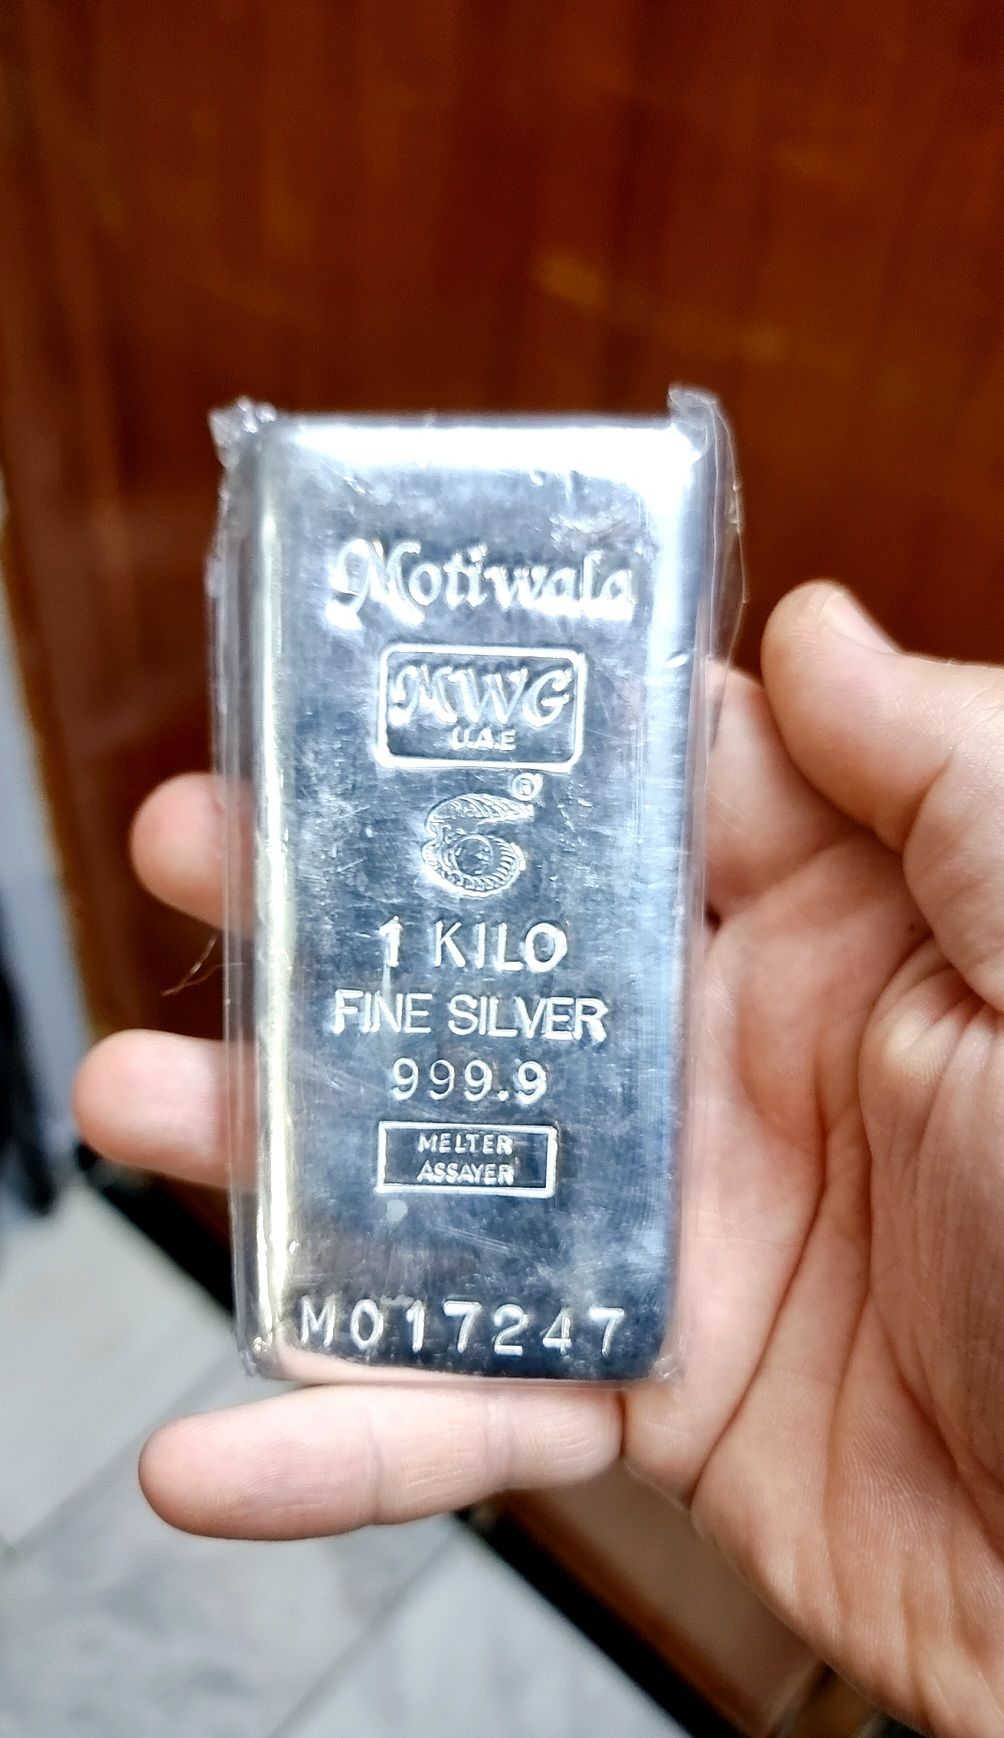 Motiwala
MWG
U.A.E
®
1 KILO
FINE SILVER
999.9
MELTER
ASSAYER
M017247